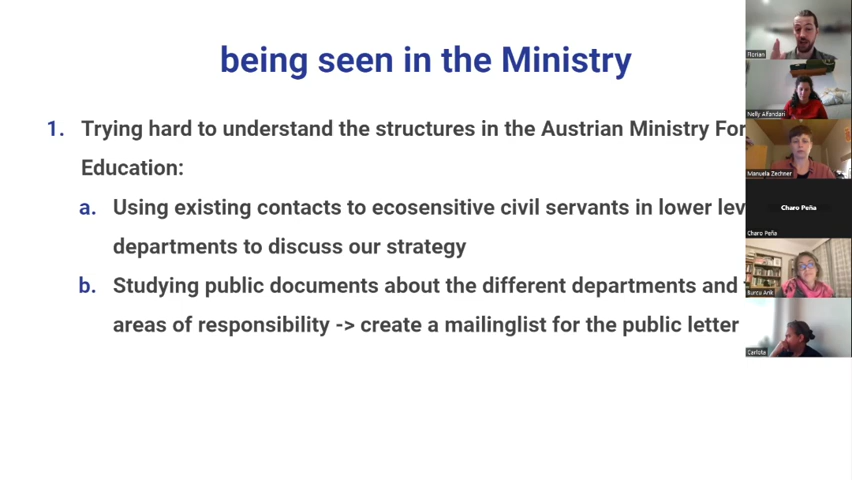 being seen in the Ministry
1. Trying hard to understand the structures in the Austrian Ministry For
Education:
a. Using existing contacts to ecosensitive civil servants in lower lev
departments to discuss our strategy
b. Studying public documents about the different departments and
areas of responsibility -> create a mailinglist for the public letter
Florian
Nelly Alfandari
Manuela Zechner
Charo Peña
Charo Peña
Burcu Arık
Carlota